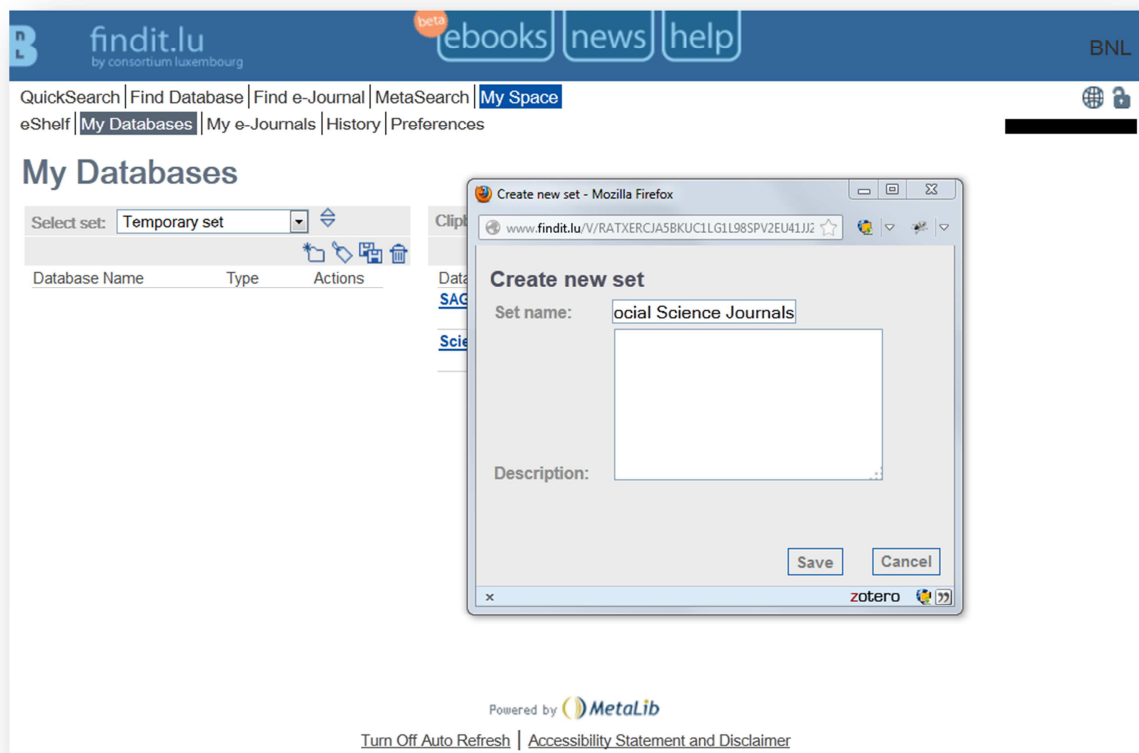 findit.lu
by consortium luxembourg
beta
ebooks news help
BNL
QuickSearch Find Database Find e-Journal MetaSearch My Space
eShelf My Databases My e-Journals History Preferences
My Databases
Select set: Temporary set
Database Name Type Actions
SAG
Scie
Create new set - Mozilla Firefox
www.findit.lu/V/RATXERCJA5BKUC1LG1L98SPV2EU41JJ2
Create new set
Set name: ocial Science Journals
Description:
Save Cancel
x zotero
Powered by MetaLib
Turn Off Auto Refresh | Accessibility Statement and Disclaimer